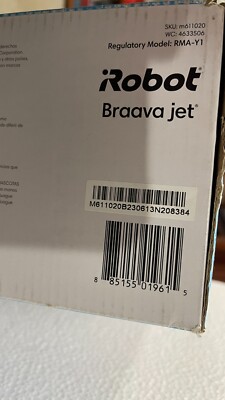 SKU: m611020
WC: 4633506
Regulatory Model: RMA-Y1
iRobot®
Braava jet®
M611020B230613N208384
8 85155 01961 5